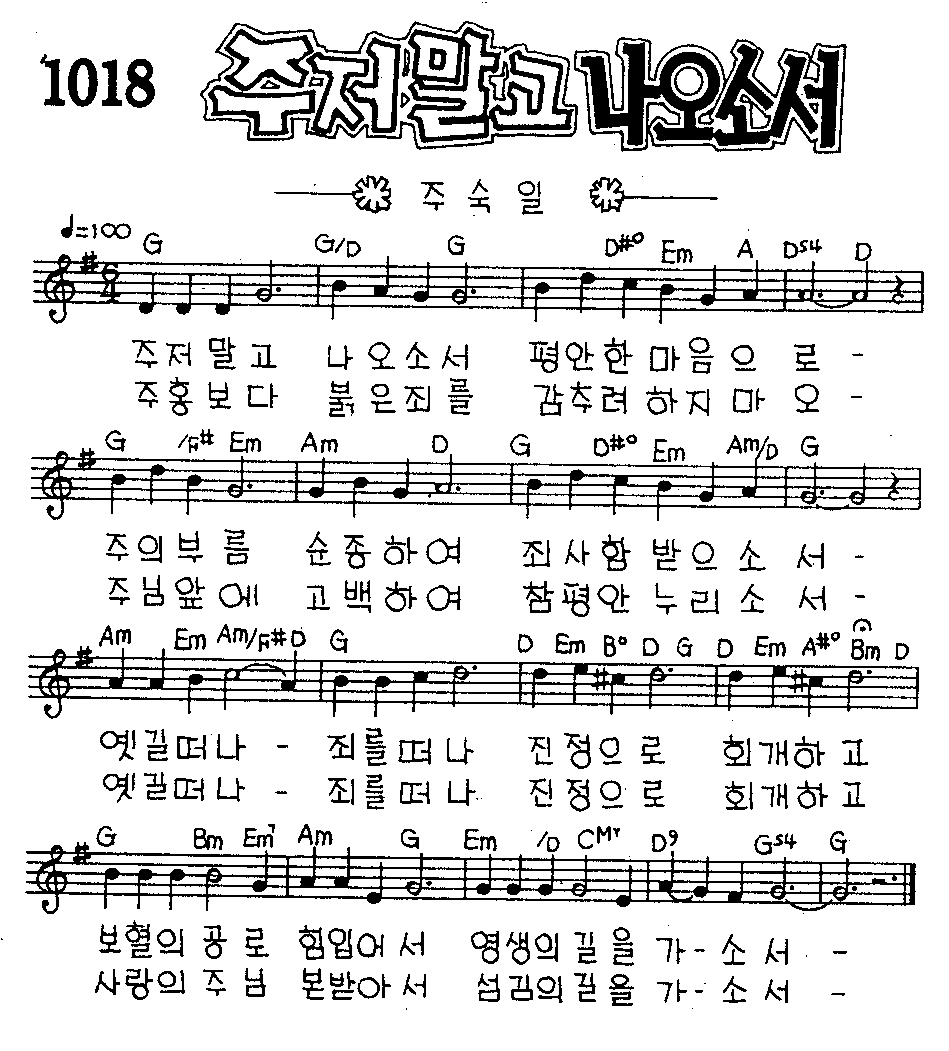 1018 주저말고 나오소서
주숙일
♩=100
G G/D G D#o Em A Ds4 D
6/4
주저말고 나오소서 평안한 마음으 로 -
주홍보다 붉은죄를 감추려하지마 오 -
G /F# Em Am D G D#o Em Am/D G
주의부름 순종하여 죄사함 받으소 서 -
주님앞에 고백하여 참평안 누리소 서 -
Am Em Am/F# D G D Em Bo D G D Em A#o Bm D
옛길떠나 - 죄를떠나 진정으로 회개하고
옛길떠나 - 죄를떠나 진정으로 회개하고
G Bm Em7 Am G Em /D D9 Gs4 G
보혈의 공로 힘입어서 영생의길을 가-소서 -
사랑의 주님 본받아서 섬김의길을 가-소서 -